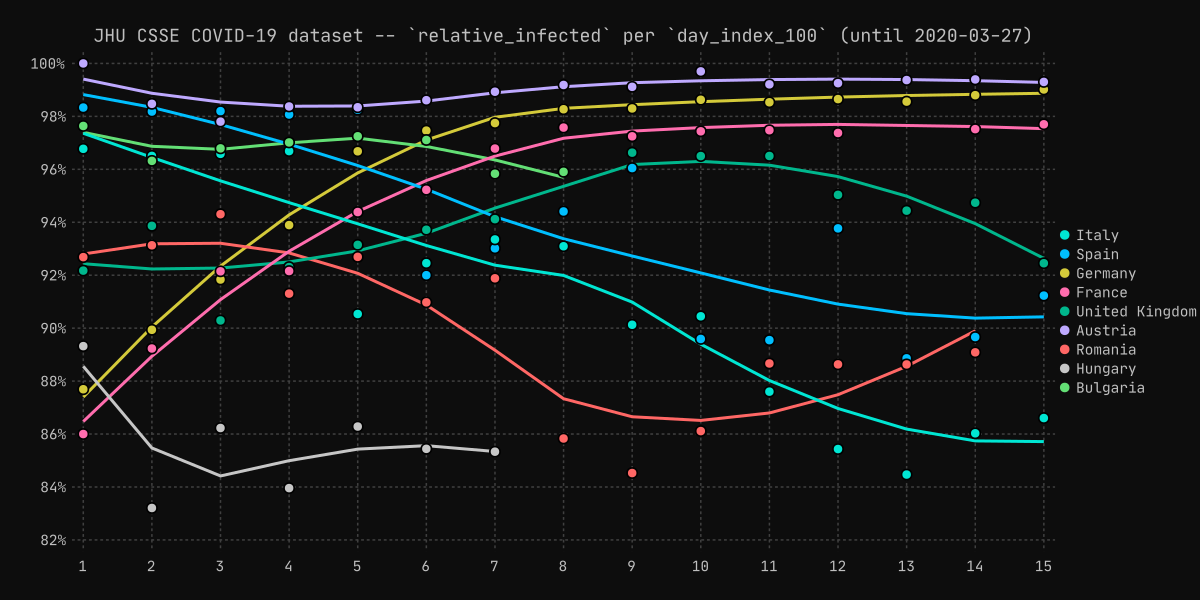 JHU CSSE COVID-19 dataset -- `relative_infected` per `day_index_100` (until 2020-03-27)
100%
98%
96%
94%
92%
90%
88%
86%
84%
82%
1 2 3 4 5 6 7 8 9 10 11 12 13 14 15
Italy
Spain
Germany
France
United Kingdom
Austria
Romania
Hungary
Bulgaria